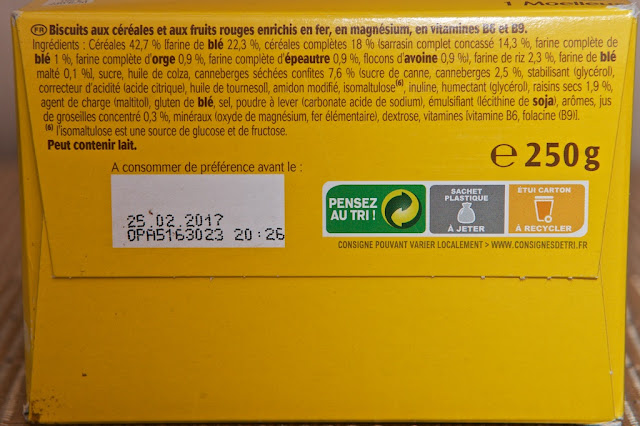 1 Moelleux
FR Biscuits aux céréales et aux fruits rouges enrichis en fer, en magnésium, en vitamines B6 et B9.
Ingrédients : Céréales 42,7 % [farine de blé 22,3 %, céréales complètes 18 % (sarrasin complet concassé 14,3 %, farine complète de
blé 1 %, farine complète d'orge 0,9 %, farine complète d'épeautre 0,9 %, flocons d'avoine 0,9 %), farine de riz 2,3 %, farine de blé
malté 0,1 %], sucre, huile de colza, canneberges séchées confites 7,6 % (sucre de canne, canneberges 2,5 %, stabilisant (glycérol),
correcteur d'acidité (acide citrique), huile de tournesol), amidon modifié, isomaltulose(6), inuline, humectant (glycérol), raisins secs 1,9 %,
agent de charge (maltitol), gluten de blé, sel, poudre à lever (carbonate acide de sodium), émulsifiant (lécithine de soja), arômes, jus
de groseilles concentré 0,3 %, minéraux (oxyde de magnésium, fer élémentaire), dextrose, vitamines [vitamine B6, folacine (B9)].
(6) l'isomaltulose est une source de glucose et de fructose.
Peut contenir lait.
℮ 250 g
A consommer de préférence avant le :
25.02.2017
OPA5163023 20:26
PENSEZ
AU TRI !
SACHET
PLASTIQUE
À JETER
ÉTUI CARTON
À RECYCLER
CONSIGNE POUVANT VARIER LOCALEMENT > WWW.CONSIGNESDETRI.FR